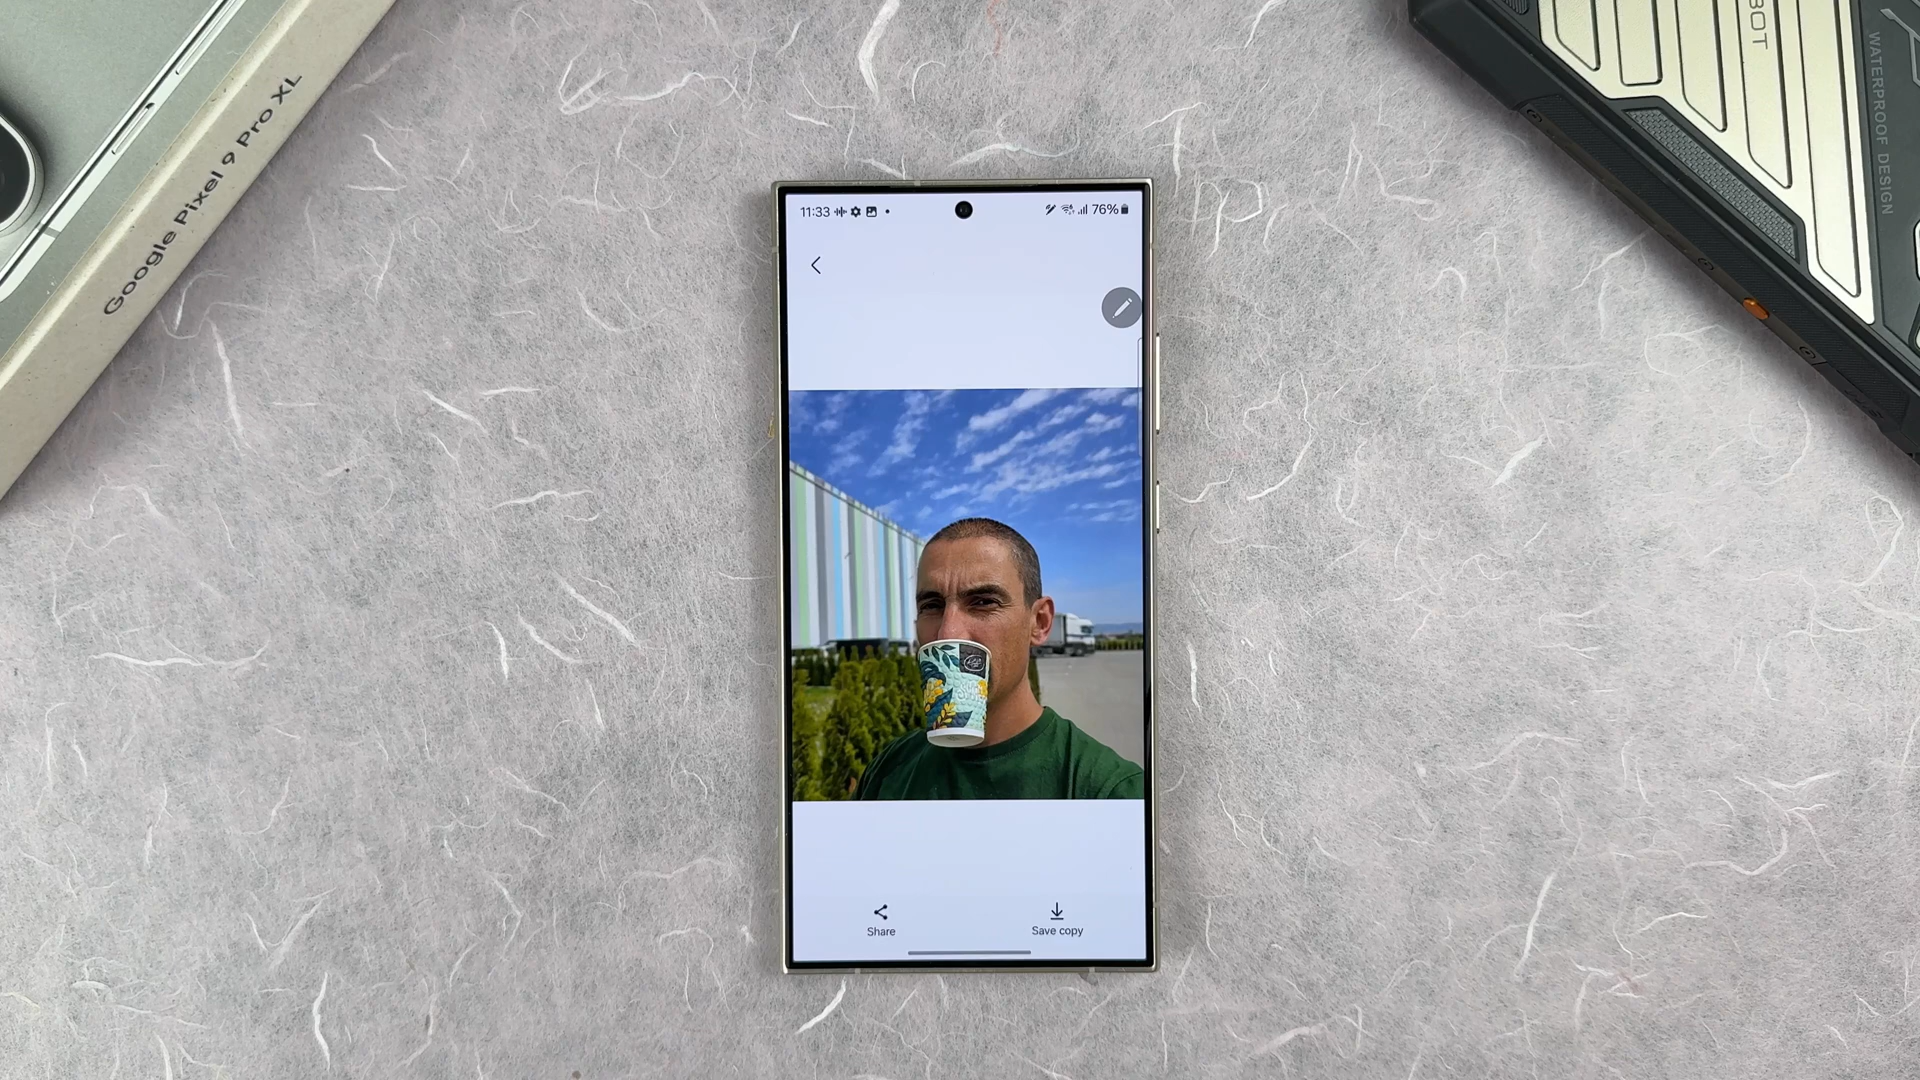 Google Pixel 9 Pro XL
BOT
WATERPROOF DESIGN
11:33
76%
Share
Save copy